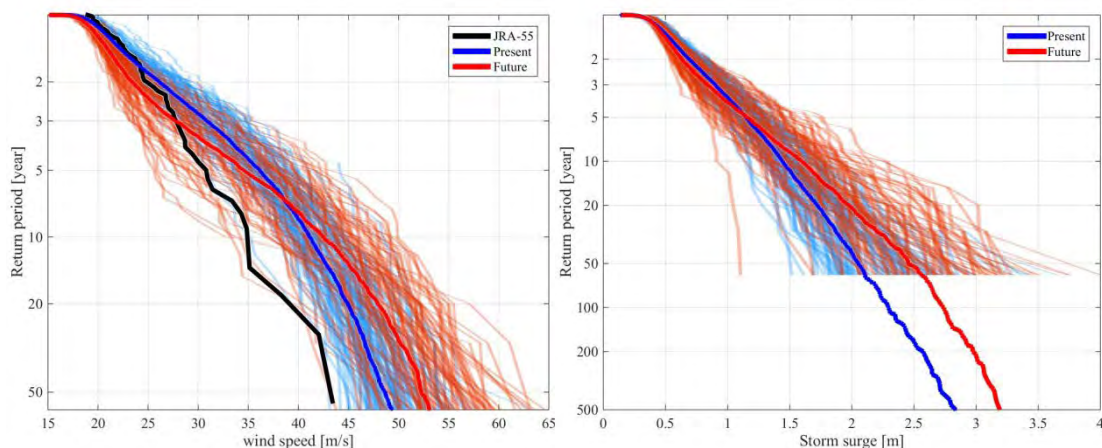 JRA-55
Present
Future
Return period [year]
2
3
5
10
20
50
15 20 25 30 35 40 45 50 55 60 65
wind speed [m/s]
Present
Future
Return period [year]
2
3
5
10
20
50
100
200
500
0 0.5 1 1.5 2 2.5 3 3.5 4
Storm surge [m]